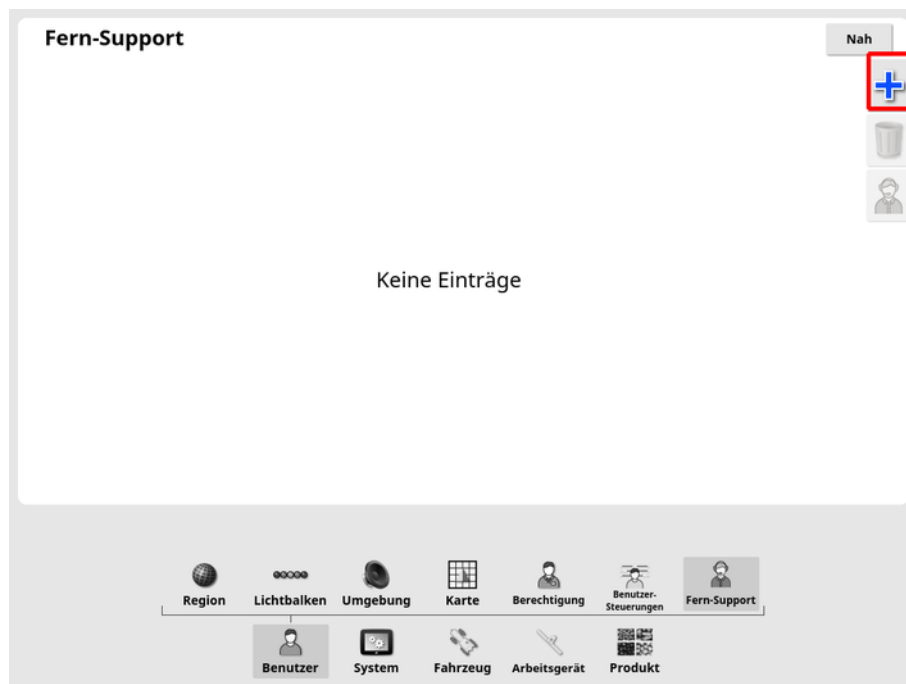 Fern-Support
Nah
Keine Einträge
Region
Lichtbalken
Umgebung
Karte
Berechtigung
Benutzer-
Steuerungen
Fern-Support
Benutzer
System
Fahrzeug
Arbeitsgerät
Produkt